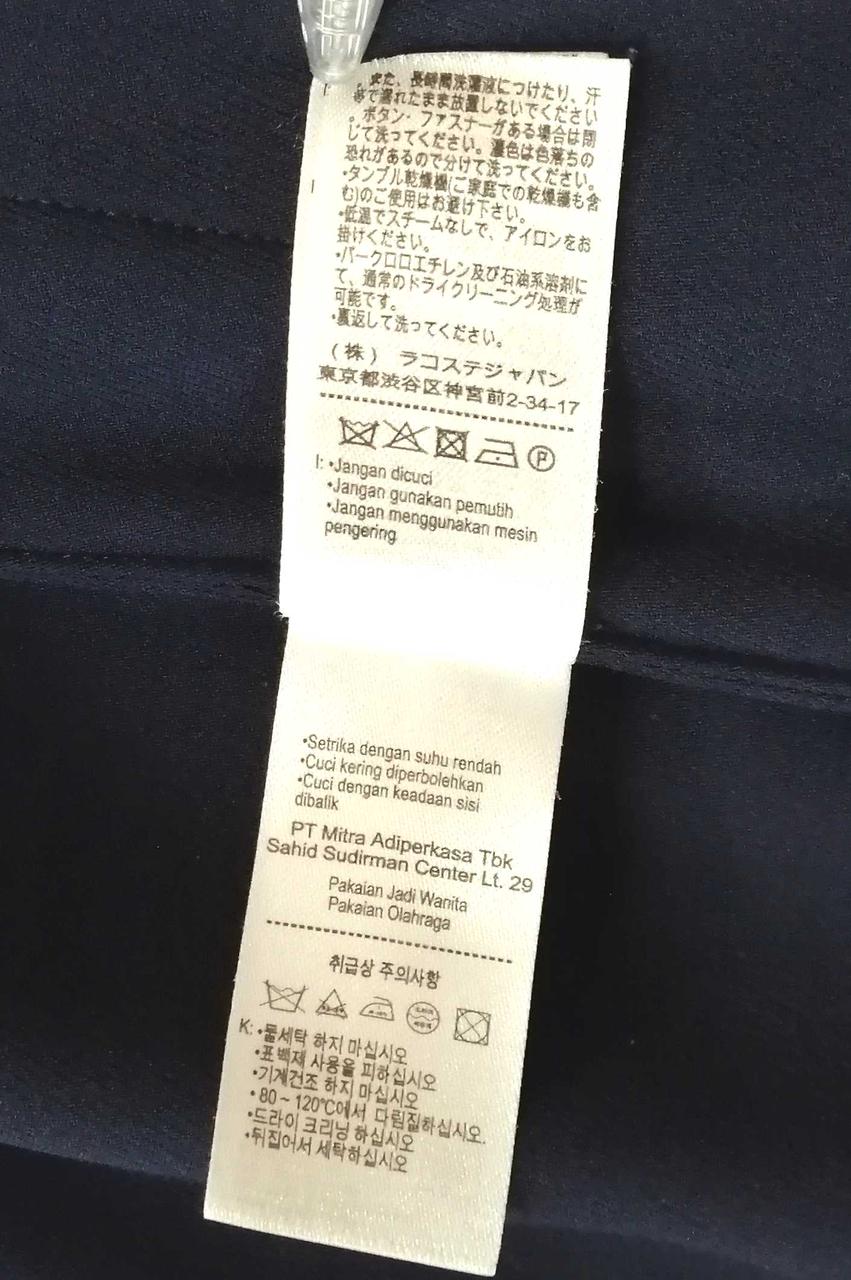 。また、長時間洗濯液につけたり、汗
等で濡れたまま放置しないでください
。ボタン・ファスナーがある場合は閉
じて洗ってください。濃色は色落ちの
恐れがあるので分けて洗ってください。
•タンブル乾燥機(ご家庭での乾燥機も含
む)のご使用はお避け下さい。
•低温でスチームなしで、アイロンをお
掛けください。
•パークロロエチレン及び石油系溶剤に
て、通常のドライクリーニング処理が
可能です。
•裏返して洗ってください。
(株) ラコステジャパン
東京都渋谷区神宮前2-34-17
P
I: •Jangan dicuci
•Jangan gunakan pemutih
•Jangan menggunakan mesin
pengering
•Setrika dengan suhu rendah
•Cuci kering diperbolehkan
•Cuci dengan keadaan sisi
dibalik
PT Mitra Adiperkasa Tbk
Sahid Sudirman Center Lt. 29
Pakaian Jadi Wanita
Pakaian Olahraga
취급상 주의사항
K: •물세탁 하지 마십시오
•표백제 사용을 피하십시오
•기계건조 하지 마십시오
• 80 ~ 120℃에서 다림질하십시오.
•드라이 크리닝 하십시오
•뒤집어서 세탁하십시오